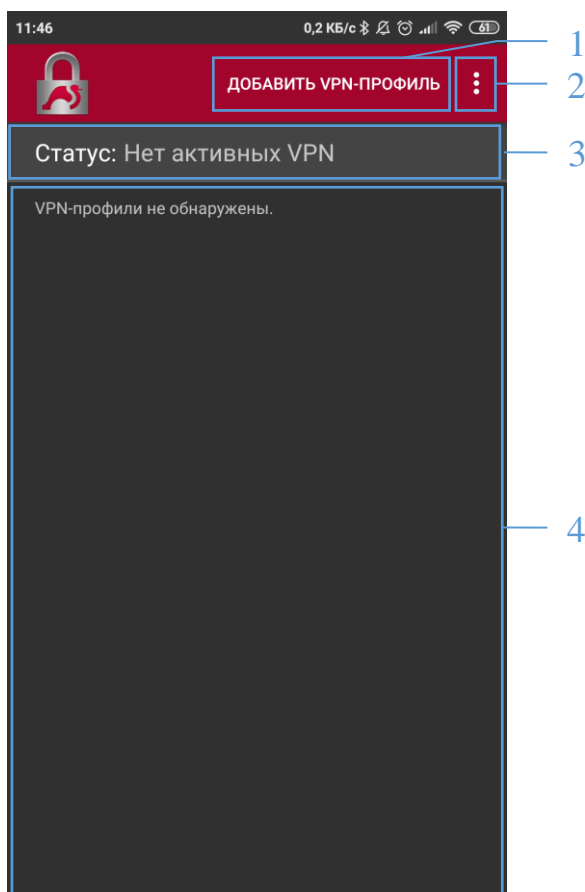 11:46 0,2 КБ/с 61
1
ДОБАВИТЬ VPN-ПРОФИЛЬ
2
Статус: Нет активных VPN
3
VPN-профили не обнаружены.
4